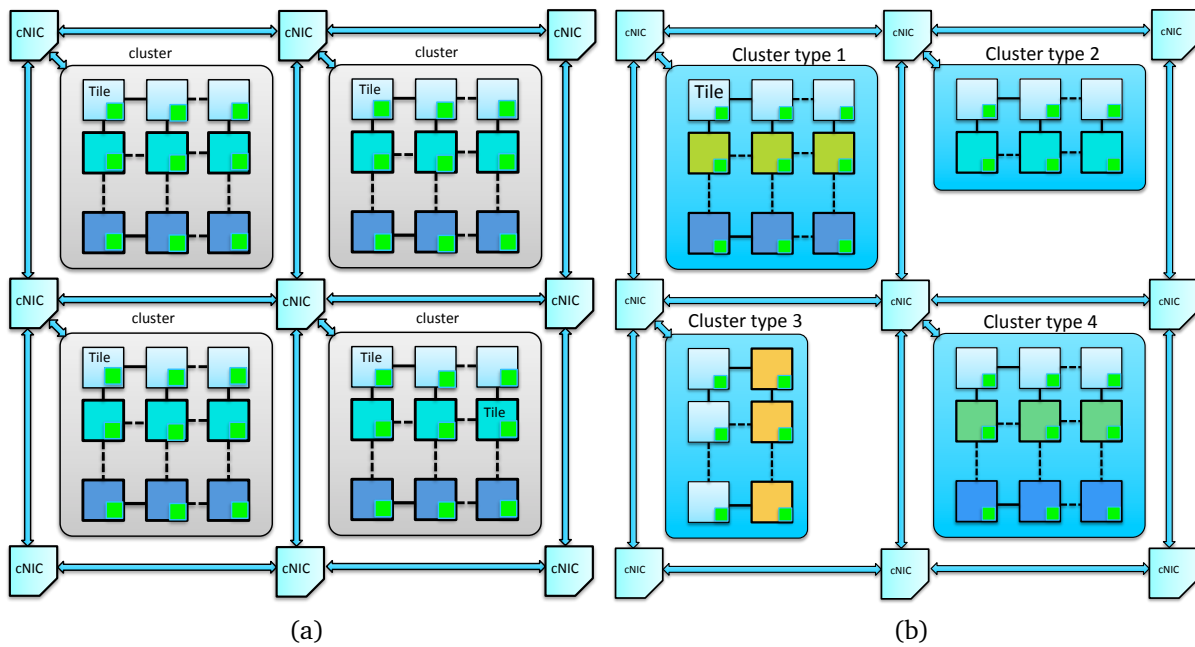 cNIC cNIC cNIC
cluster cluster
Tile Tile
cNIC cNIC cNIC
cluster cluster
Tile Tile
Tile
cNIC cNIC cNIC
(a)
cNIC cNIC cNIC
Cluster type 1 Cluster type 2
Tile
cNIC cNIC cNIC
Cluster type 3 Cluster type 4
cNIC cNIC cNIC
(b)